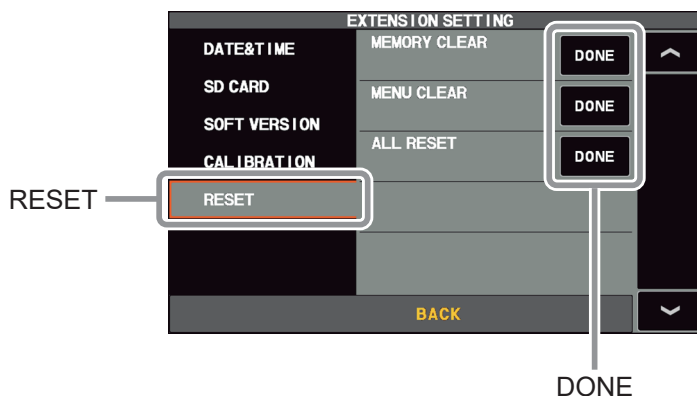 EXTENSION SETTING
DATE&TIME
MEMORY CLEAR
DONE
SD CARD
MENU CLEAR
DONE
SOFT VERSION
ALL RESET
DONE
CALIBRATION
RESET
RESET
BACK
DONE